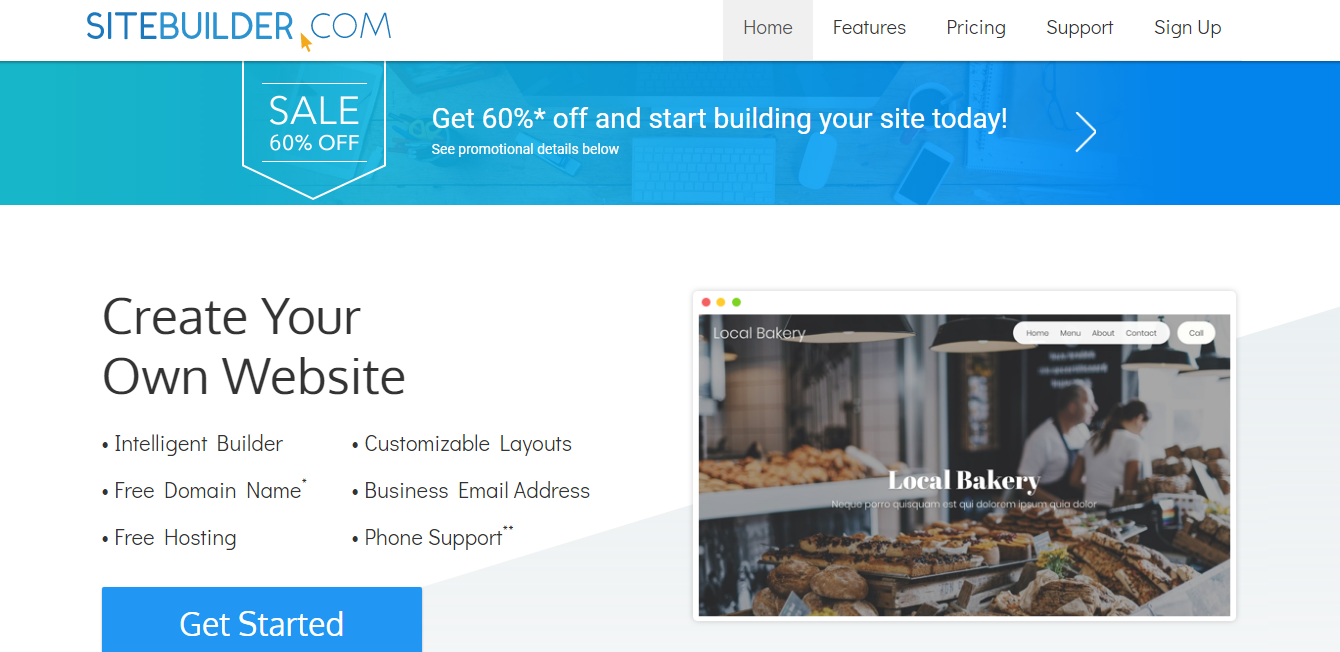 SITEBUILDER.COM
Home Features Pricing Support Sign Up
SALE
60% OFF
Get 60%* off and start building your site today!
See promotional details below
Create Your
Own Website
• Intelligent Builder
• Customizable Layouts
• Free Domain Name*
• Business Email Address
• Free Hosting
• Phone Support**
Get Started
Local Bakery
Home Menu About Contact Call
Local Bakery
Neque porro quisquam est qui dolorem ipsum quia dolor